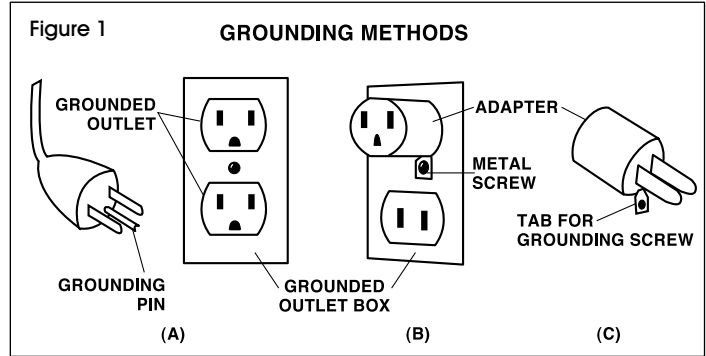 Figure 1
GROUNDING METHODS
GROUNDED
OUTLET
ADAPTER
METAL
SCREW
TAB FOR
GROUNDING SCREW
GROUNDING
PIN
GROUNDED
OUTLET BOX
(A)
(B)
(C)